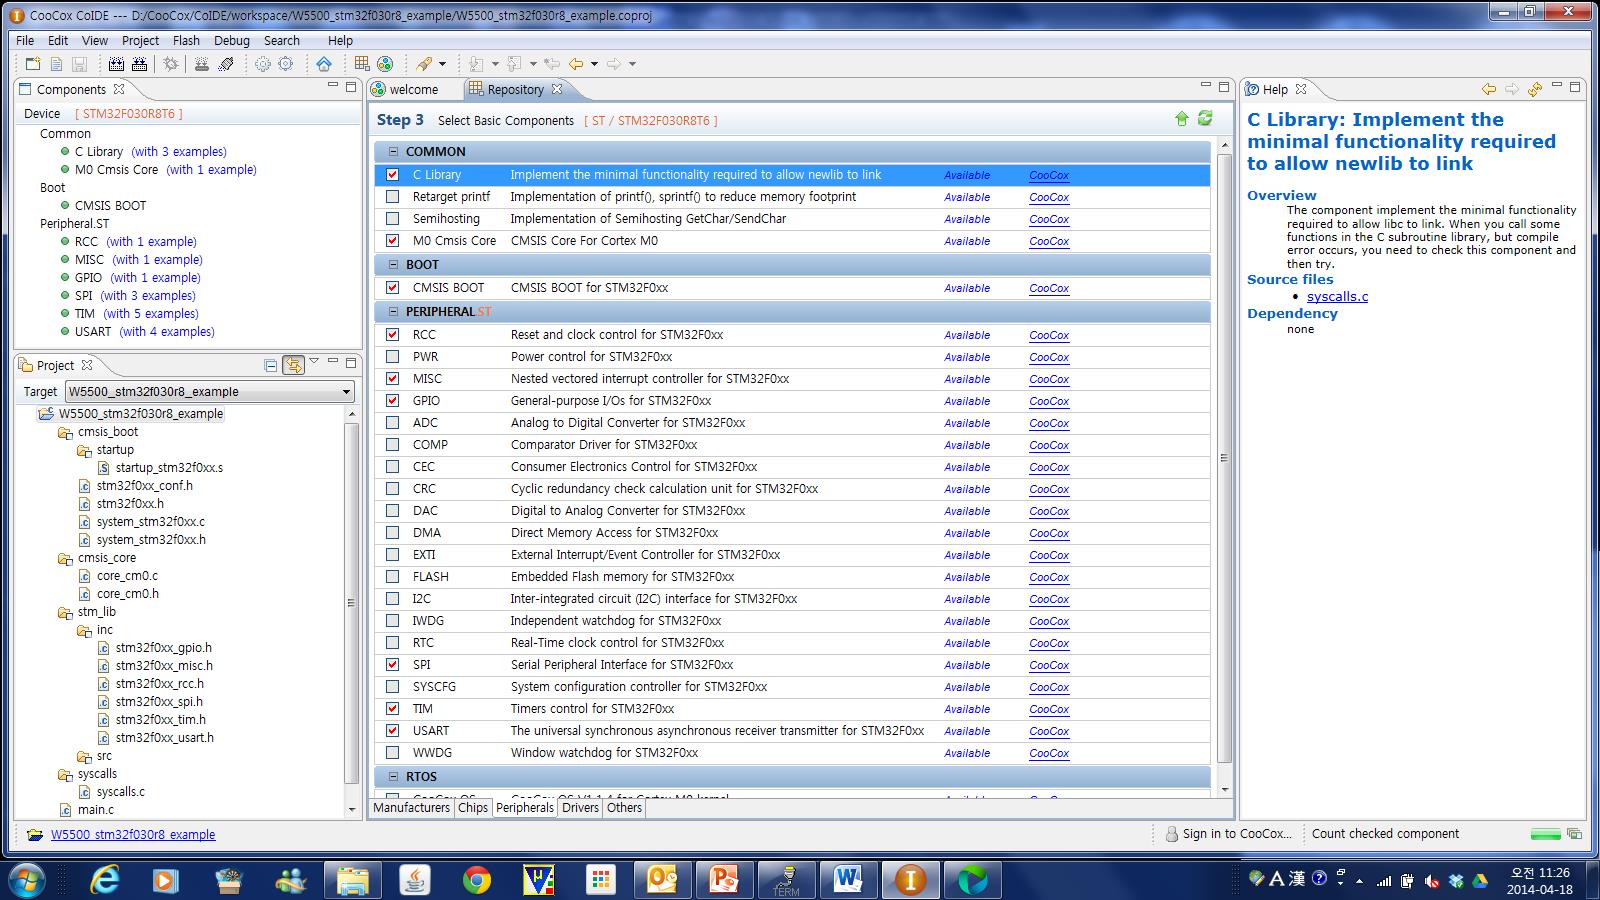 CooCox CoIDE --- D:/CooCox/CoIDE/workspace/W5500_stm32f030r8_example/W5500_stm32f030r8_example.coproj
File Edit View Project Flash Debug Search Help
Components
Device [ STM32F030R8T6 ]
Common
C Library (with 3 examples)
M0 Cmsis Core (with 1 example)
Boot
CMSIS BOOT
Peripheral.ST
RCC (with 1 example)
MISC (with 1 example)
GPIO (with 1 example)
SPI (with 3 examples)
TIM (with 5 examples)
USART (with 4 examples)
Project
Target W5500_stm32f030r8_example
W5500_stm32f030r8_example
cmsis_boot
startup
startup_stm32f0xx.s
stm32f0xx_conf.h
stm32f0xx.h
system_stm32f0xx.c
system_stm32f0xx.h
cmsis_core
core_cm0.c
core_cm0.h
stm_lib
inc
stm32f0xx_gpio.h
stm32f0xx_misc.h
stm32f0xx_rcc.h
stm32f0xx_spi.h
stm32f0xx_tim.h
stm32f0xx_usart.h
src
syscalls
syscalls.c
main.c
welcome Repository
Step 3 Select Basic Components [ ST / STM32F030R8T6 ]
COMMON
C Library Implement the minimal functionality required to allow newlib to link Available CooCox
Retarget printf Implementation of printf(), sprintf() to reduce memory footprint Available CooCox
Semihosting Implementation of Semihosting GetChar/SendChar Available CooCox
M0 Cmsis Core CMSIS Core For Cortex M0 Available CooCox
BOOT
CMSIS BOOT CMSIS BOOT for STM32F0xx Available CooCox
PERIPHERAL.ST
RCC Reset and clock control for STM32F0xx Available CooCox
PWR Power control for STM32F0xx Available CooCox
MISC Nested vectored interrupt controller for STM32F0xx Available CooCox
GPIO General-purpose I/Os for STM32F0xx Available CooCox
ADC Analog to Digital Converter for STM32F0xx Available CooCox
COMP Comparator Driver for STM32F0xx Available CooCox
CEC Consumer Electronics Control for STM32F0xx Available CooCox
CRC Cyclic redundancy check calculation unit for STM32F0xx Available CooCox
DAC Digital to Analog Converter for STM32F0xx Available CooCox
DMA Direct Memory Access for STM32F0xx Available CooCox
EXTI External Interrupt/Event Controller for STM32F0xx Available CooCox
FLASH Embedded Flash memory for STM32F0xx Available CooCox
I2C Inter-integrated circuit (I2C) interface for STM32F0xx Available CooCox
IWDG Independent watchdog for STM32F0xx Available CooCox
RTC Real-Time clock control for STM32F0xx Available CooCox
SPI Serial Peripheral Interface for STM32F0xx Available CooCox
SYSCFG System configuration controller for STM32F0xx Available CooCox
TIM Timers control for STM32F0xx Available CooCox
USART The universal synchronous asynchronous receiver transmitter for STM32F0xx Available CooCox
WWDG Window watchdog for STM32F0xx Available CooCox
RTOS
Manufacturers Chips Peripherals Drivers Others
Help
C Library: Implement the
minimal functionality required
to allow newlib to link
Overview
The component implement the minimal functionality
required to allow libc to link. When you call some
functions in the C subroutine library, but compile
error occurs, you need to check this component and
then try.
Source files
• syscalls.c
Dependency
none
W5500_stm32f030r8_example
Sign in to CooCox... Count checked component
TERM
A 漢
오전 11:26
2014-04-18